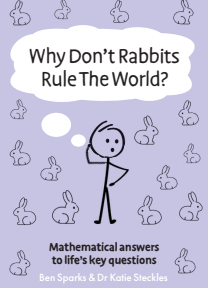 Why Don't Rabbits
Rule The World?
Mathematical answers
to life's key questions
Ben Sparks & Dr Katie Steckles